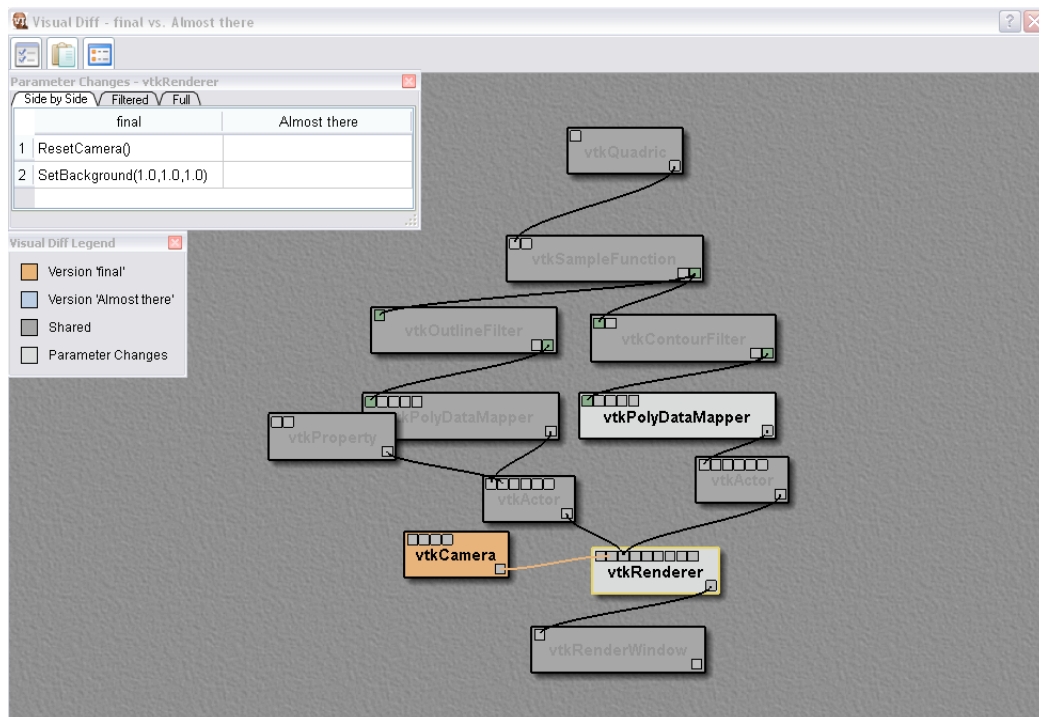 Visual Diff - final vs. Almost there
Parameter Changes - vtkRenderer
Side by Side Filtered Full
final Almost there
1 ResetCamera()
2 SetBackground(1.0,1.0,1.0)
Visual Diff Legend
Version 'final'
Version 'Almost there'
Shared
Parameter Changes
vtkQuadric
vtkSampleFunction
vtkOutlineFilter
vtkContourFilter
vtkPolyDataMapper
vtkPolyDataMapper
vtkProperty
vtkActor
vtkActor
vtkCamera
vtkRenderer
vtkRenderWindow